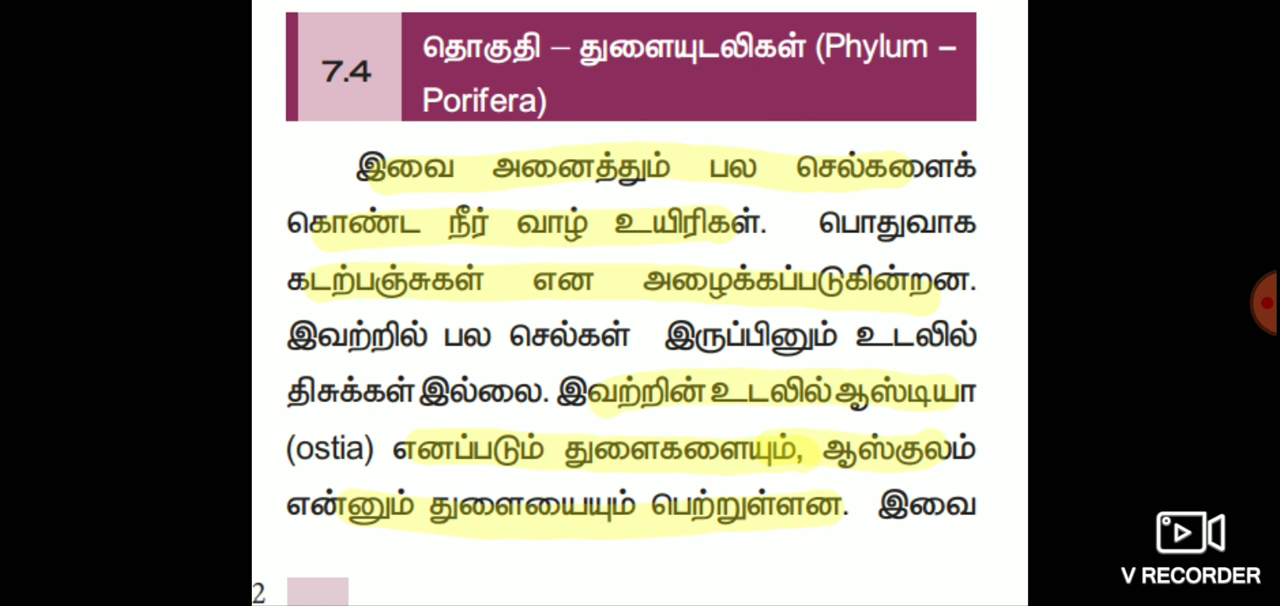 7.4
தொகுதி – துளையுடலிகள் (Phylum –
Porifera)
இவை அனைத்தும் பல செல்களைக்
கொண்ட நீர் வாழ் உயிரிகள். பொதுவாக
கடற்பஞ்சுகள் என அழைக்கப்படுகின்றன.
இவற்றில் பல செல்கள் இருப்பினும் உடலில்
திசுக்கள் இல்லை. இவற்றின் உடலில் ஆஸ்டியா
(ostia) எனப்படும் துளைகளையும், ஆஸ்குலம்
என்னும் துளையையும் பெற்றுள்ளன. இவை
2
V RECORDER